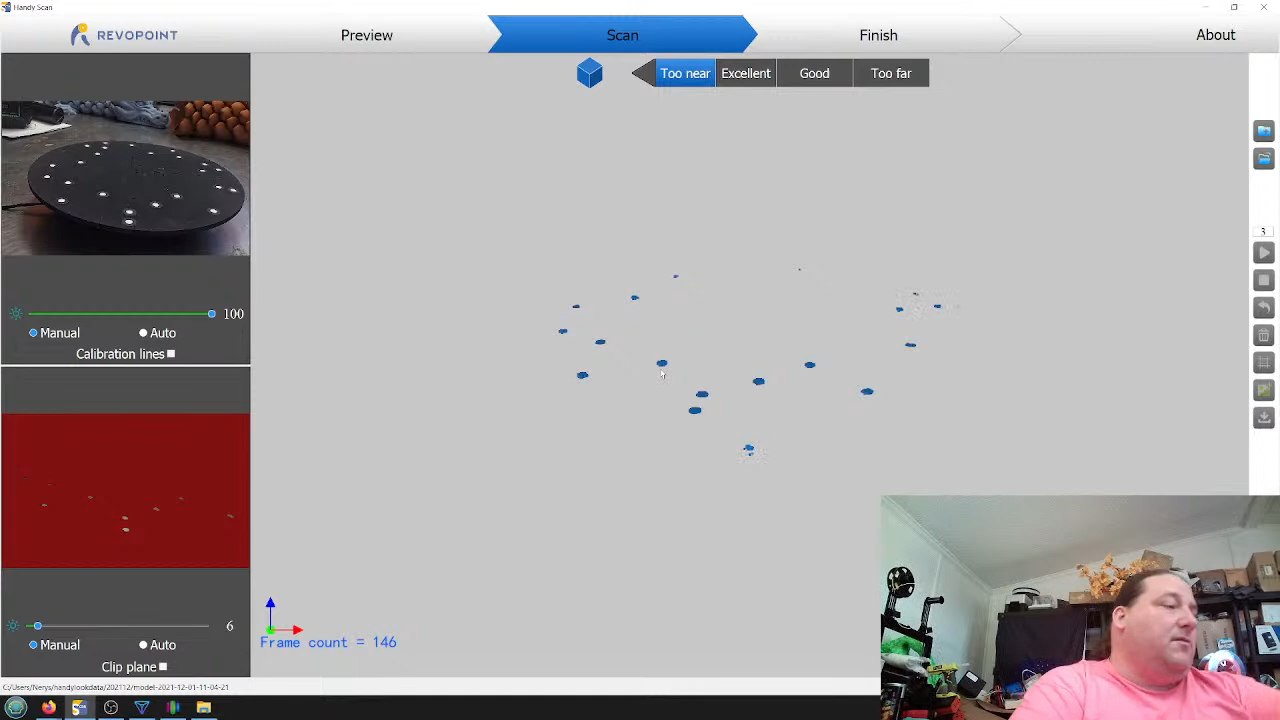 Handy Scan
REVOPOINT
Preview
Scan
Finish
About
Too near
Excellent
Good
Too far
3
100
Manual
Auto
Calibration lines
6
Manual
Auto
Clip plane
Frame count = 146
C:/Users/Nerys/handylookdata/202112/model-2021-12-01-11-04-21